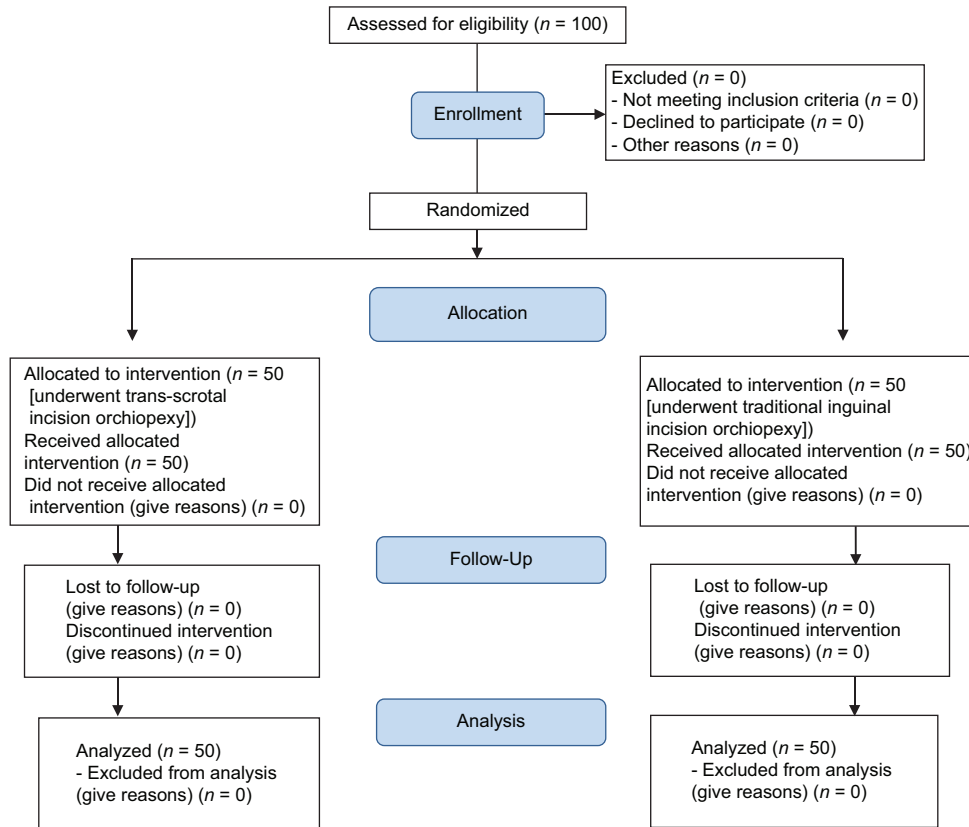 Assessed for eligibility (n = 100)
Enrollment
Excluded (n = 0)
- Not meeting inclusion criteria (n = 0)
- Declined to participate (n = 0)
- Other reasons (n = 0)
Randomized
Allocation
Allocated to intervention (n = 50
[underwent trans-scrotal
incision orchiopexy])
Received allocated
intervention (n = 50)
Did not receive allocated
intervention (give reasons) (n = 0)
Allocated to intervention (n = 50
[underwent traditional inguinal
incision orchiopexy])
Received allocated intervention (n = 50)
Did not receive allocated
intervention (give reasons) (n = 0)
Follow-Up
Lost to follow-up
(give reasons) (n = 0)
Discontinued intervention
(give reasons) (n = 0)
Lost to follow-up
(give reasons) (n = 0)
Discontinued intervention
(give reasons) (n = 0)
Analysis
Analyzed (n = 50)
- Excluded from analysis
(give reasons) (n = 0)
Analyzed (n = 50)
- Excluded from analysis
(give reasons) (n = 0)